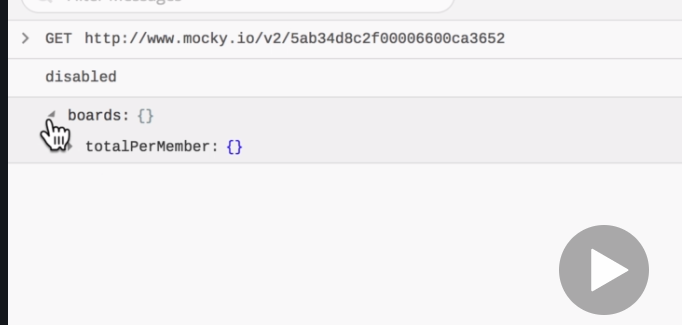 GET http://www.mocky.io/v2/5ab34d8c2f00006600ca3652
disabled
boards: {}
totalPerMember: {}